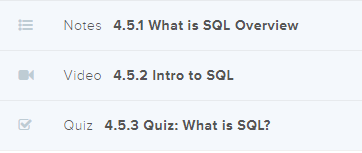 Notes 4.5.1 What is SQL Overview
Video 4.5.2 Intro to SQL
Quiz 4.5.3 Quiz: What is SQL?